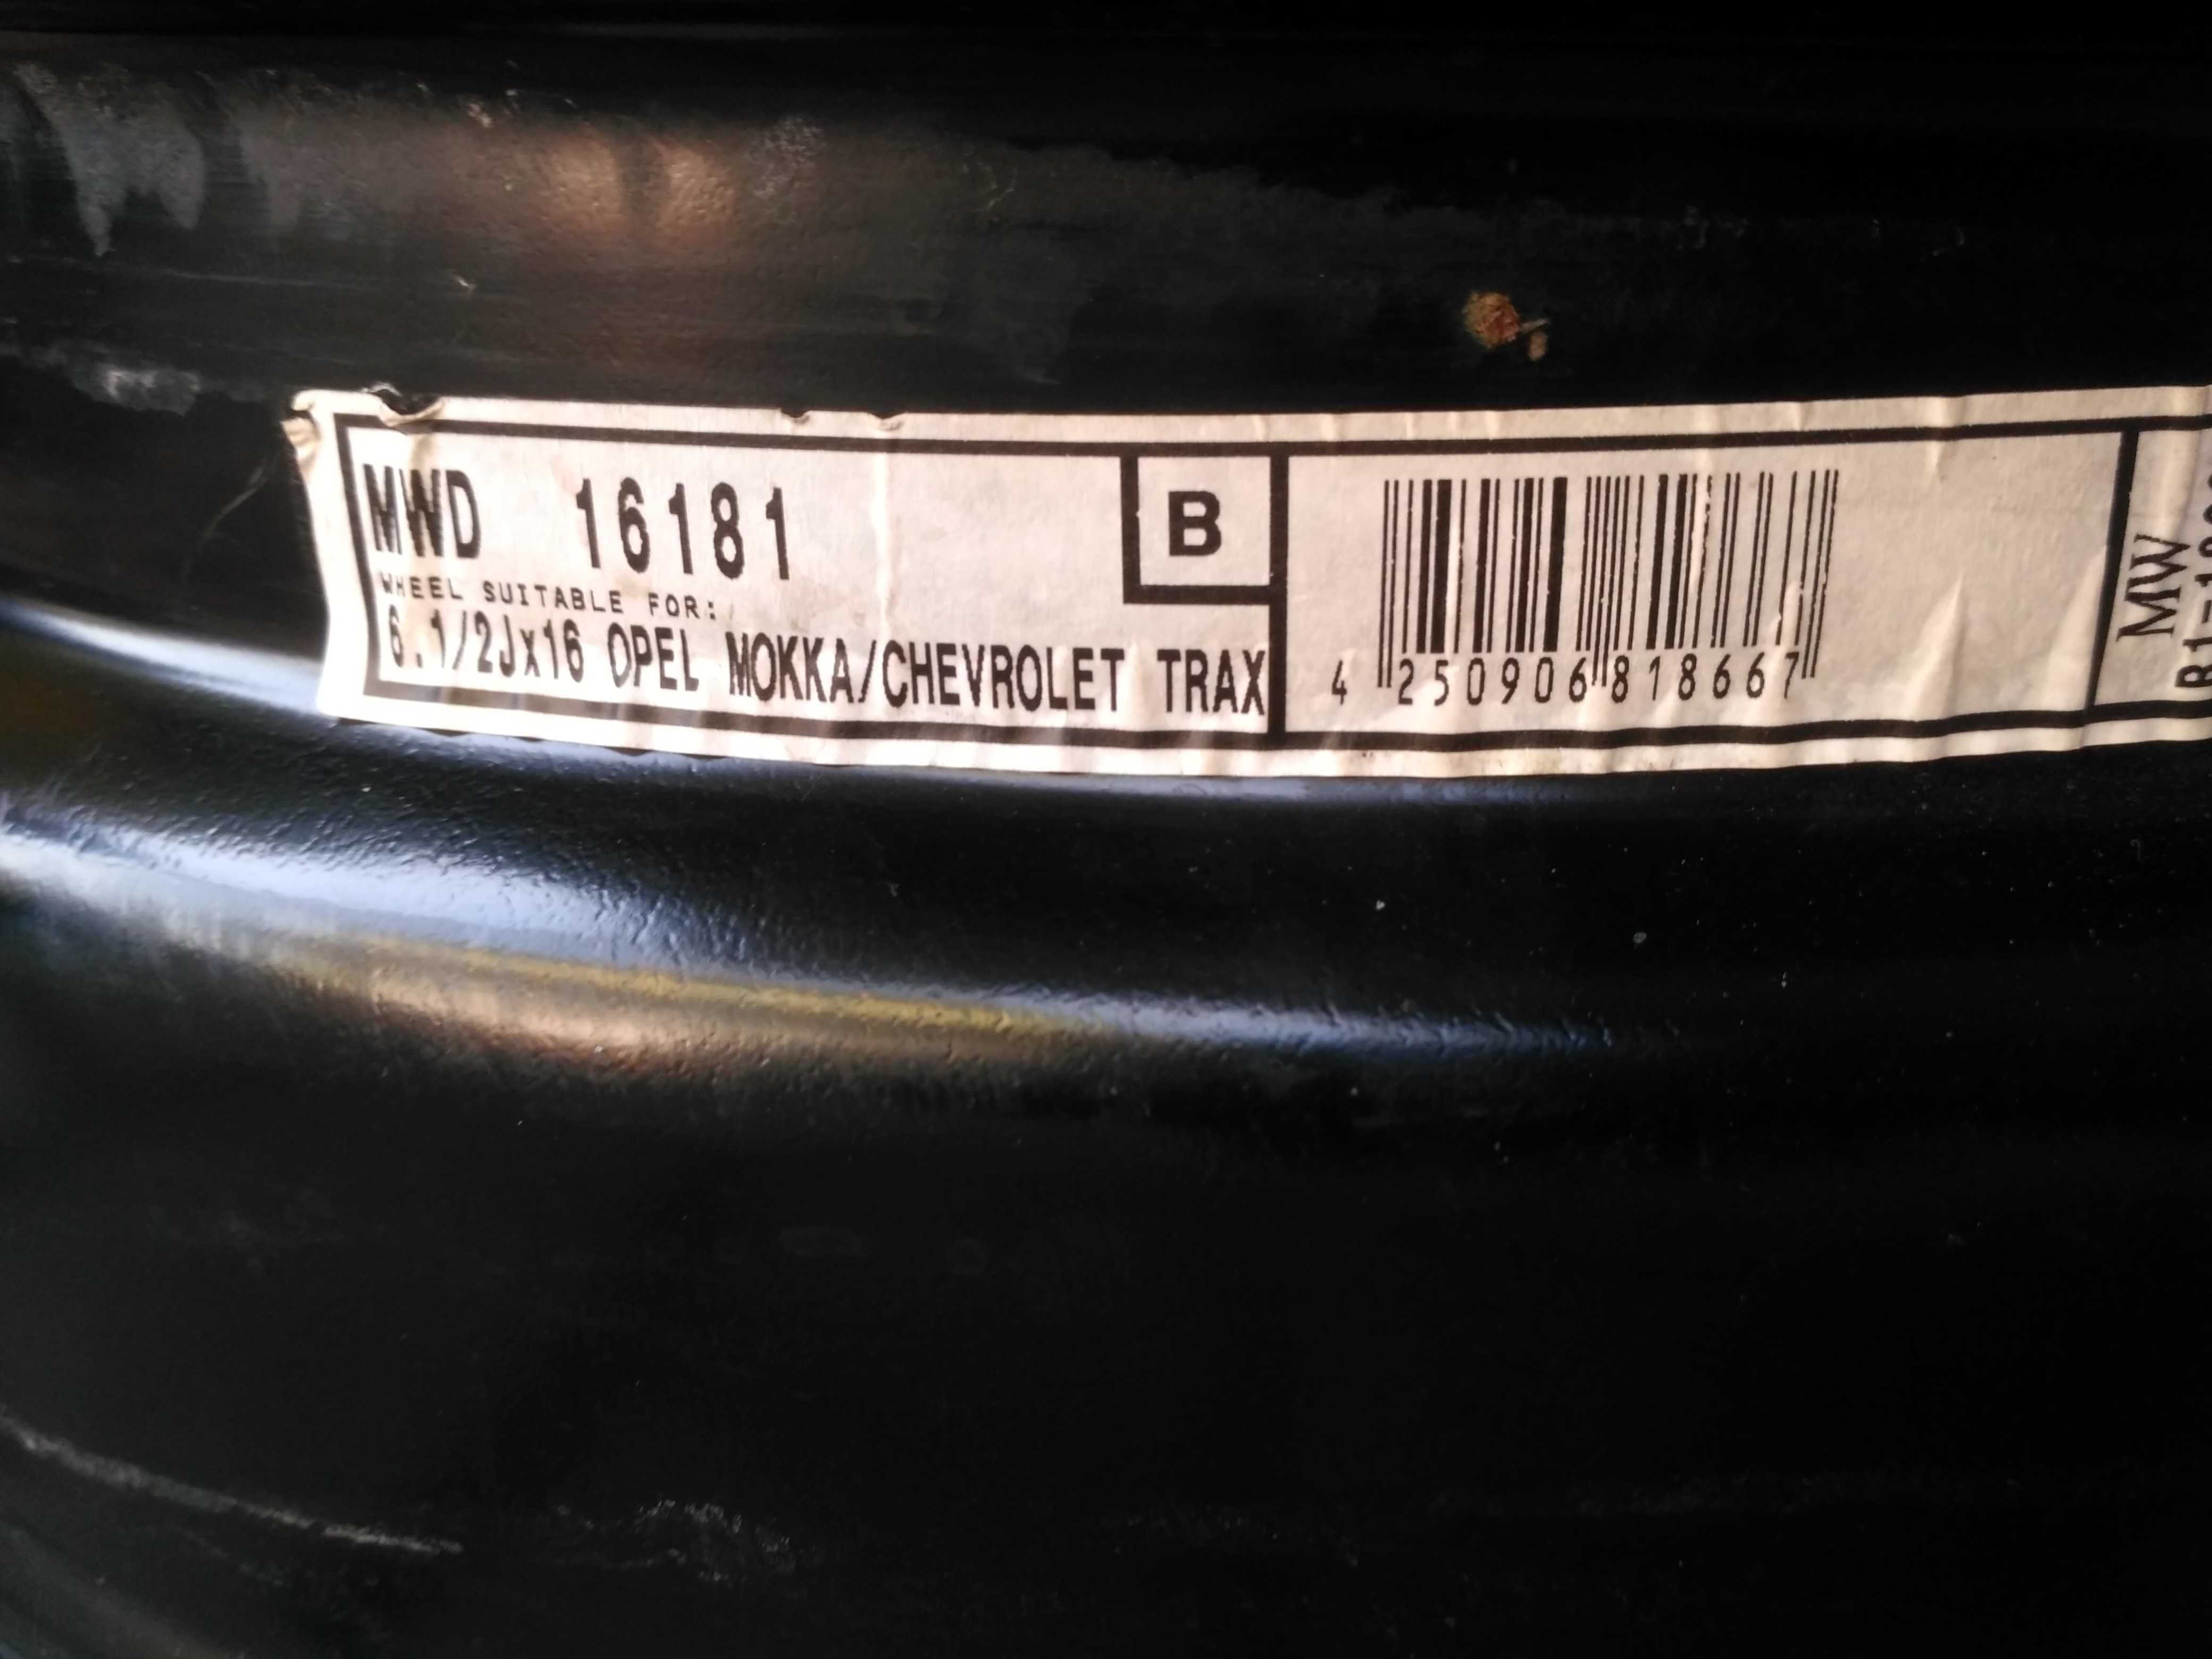 MWD 16181
B
WHEEL SUITABLE FOR:
6.1/2Jx16 OPEL MOKKA/CHEVROLET TRAX
4 250906 818667
MW